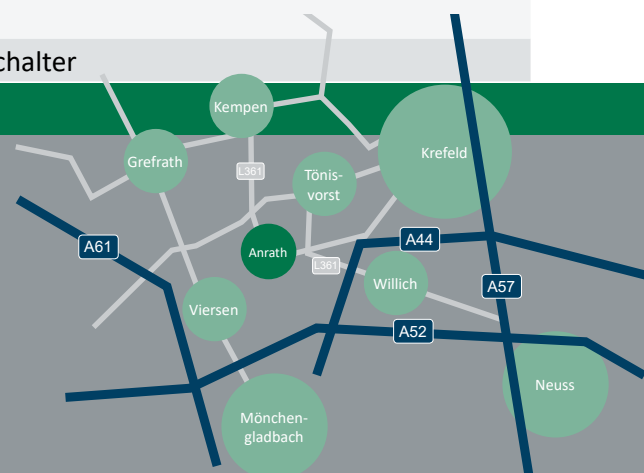 chalter
Kempen
Krefeld
Grefrath
L361
Tönis-
vorst
A61
A44
Anrath
L361
Willich
A57
Viersen
A52
Neuss
Mönchen-
gladbach